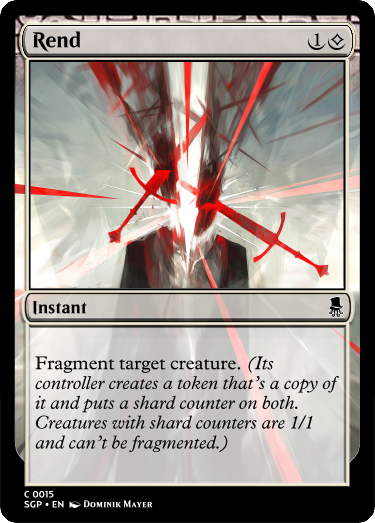 Rend 1
Instant
Fragment target creature. (Its
controller creates a token that's a copy of
it and puts a shard counter on both.
Creatures with shard counters are 1/1
and can't be fragmented.)
C 0015
SGP • EN Dominik Mayer